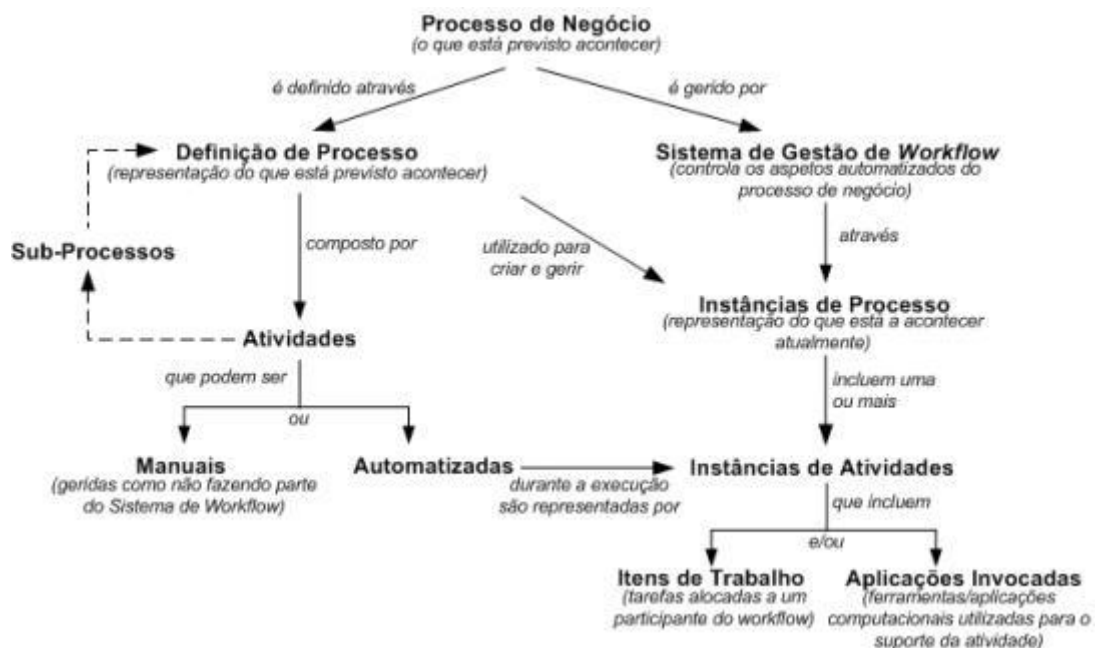 Processo de Negócio
(o que está previsto acontecer)
é definido através
é gerido por
Definição de Processo
(representação do que está previsto acontecer)
Sistema de Gestão de Workflow
(controla os aspetos automatizados do
processo de negócio)
Sub-Processos
composto por
utilizado para
criar e gerir
através
Instâncias de Processo
(representação do que está a acontecer
atualmente)
Atividades
que podem ser
ou
incluem uma
ou mais
Manuais
(geridas como não fazendo parte
do Sistema de Workflow)
Automatizadas
durante a execução
são representadas por
Instâncias de Atividades
que incluem
e/ou
Itens de Trabalho
(tarefas alocadas a um
participante do workflow)
Aplicações Invocadas
(ferramentas/aplicações
computacionais utilizadas para o
suporte da atividade)